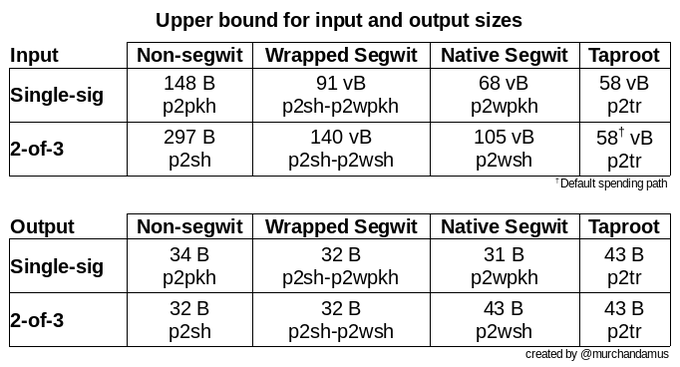 Upper bound for input and output sizes
Input Non-segwit Wrapped Segwit Native Segwit Taproot
Single-sig 148 B p2pkh 91 vB p2sh-p2wpkh 68 vB p2wpkh 58 vB p2tr
2-of-3 297 B p2sh 140 vB p2sh-p2wsh 105 vB p2wsh 58† vB p2tr
†Default spending path
Output Non-segwit Wrapped Segwit Native Segwit Taproot
Single-sig 34 B p2pkh 32 B p2sh-p2wpkh 31 B p2wpkh 43 B p2tr
2-of-3 32 B p2sh 32 B p2sh-p2wsh 43 B p2wsh 43 B p2tr
created by @murchandamus